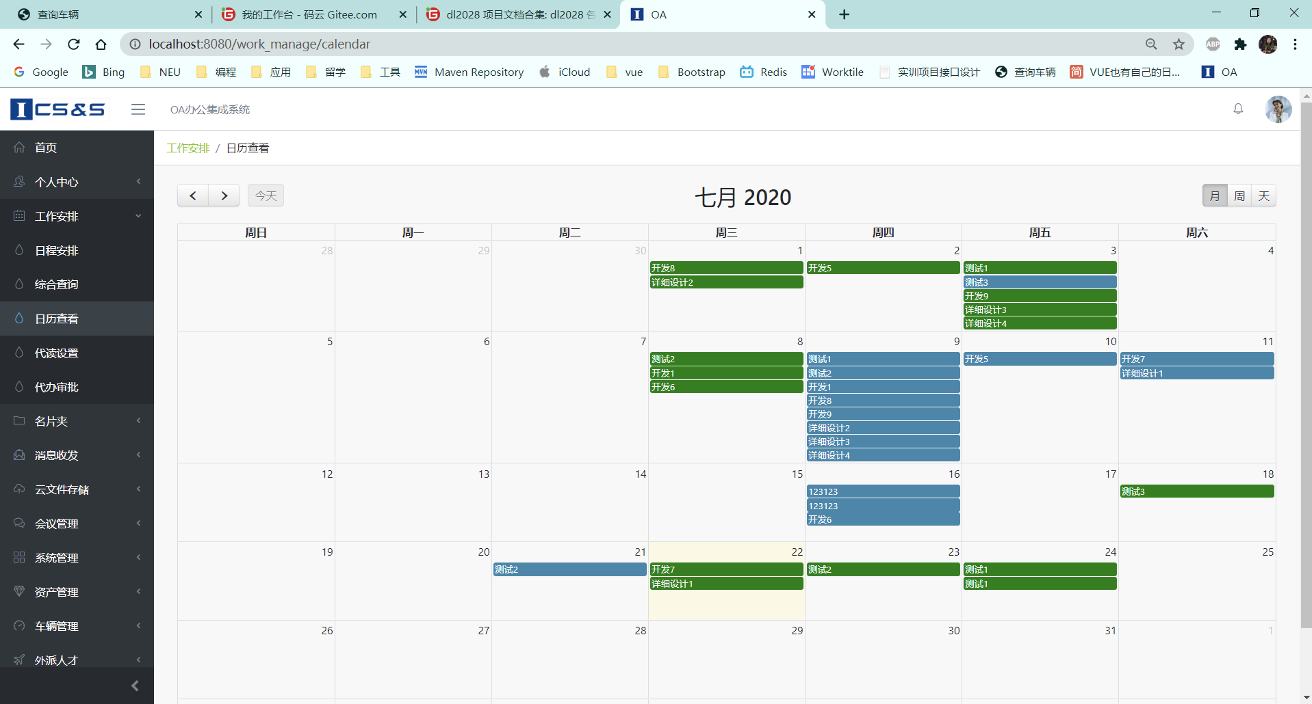 查询车辆
我的工作台 - 码云 Gitee.com
dl2028 项目文档合集: dl2028 各
OA
localhost:8080/work_manage/calendar
ABP
Google
Bing
NEU
编程
应用
留学
工具
Maven Repository
iCloud
vue
Bootstrap
Redis
Worktile
实训项目接口设计
查询车辆
VUE也有自己的日...
OA
CS&S
OA办公集成系统
首页
个人中心
工作安排
日程安排
综合查询
日历查看
代读设置
代办审批
名片夹
消息收发
云文件存储
会议管理
系统管理
资产管理
车辆管理
外派人才
工作安排 / 日历查看
今天
七月 2020
月 周 天
周日 周一 周二 周三 周四 周五 周六
28 29 30 1 2 3 4
开发8
详细设计2
开发5
测试1
测试3
开发9
详细设计3
详细设计4
5 6 7 8 9 10 11
测试2
开发1
开发6
测试1
测试2
开发1
开发8
开发9
详细设计2
详细设计3
详细设计4
开发5
开发7
详细设计1
12 13 14 15 16 17 18
123123
123123
开发6
测试3
19 20 21 22 23 24 25
测试2
开发7
详细设计1
测试2
测试1
测试1
26 27 28 29 30 31 1